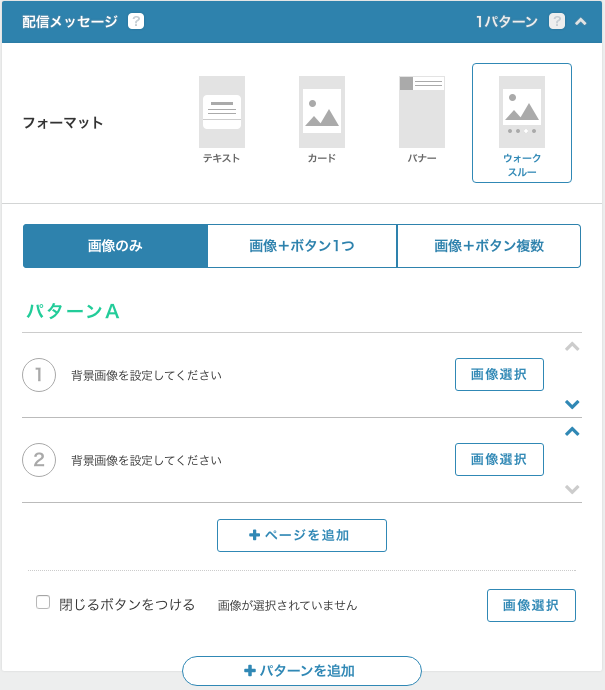 配信メッセージ ?
1パターン ?
フォーマット
テキスト
カード
バナー
ウォーク
スルー
画像のみ
画像＋ボタン1つ
画像＋ボタン複数
パターンA
1 背景画像を設定してください 画像選択
2 背景画像を設定してください 画像選択
ページを追加
閉じるボタンをつける 画像が選択されていません 画像選択
パターンを追加